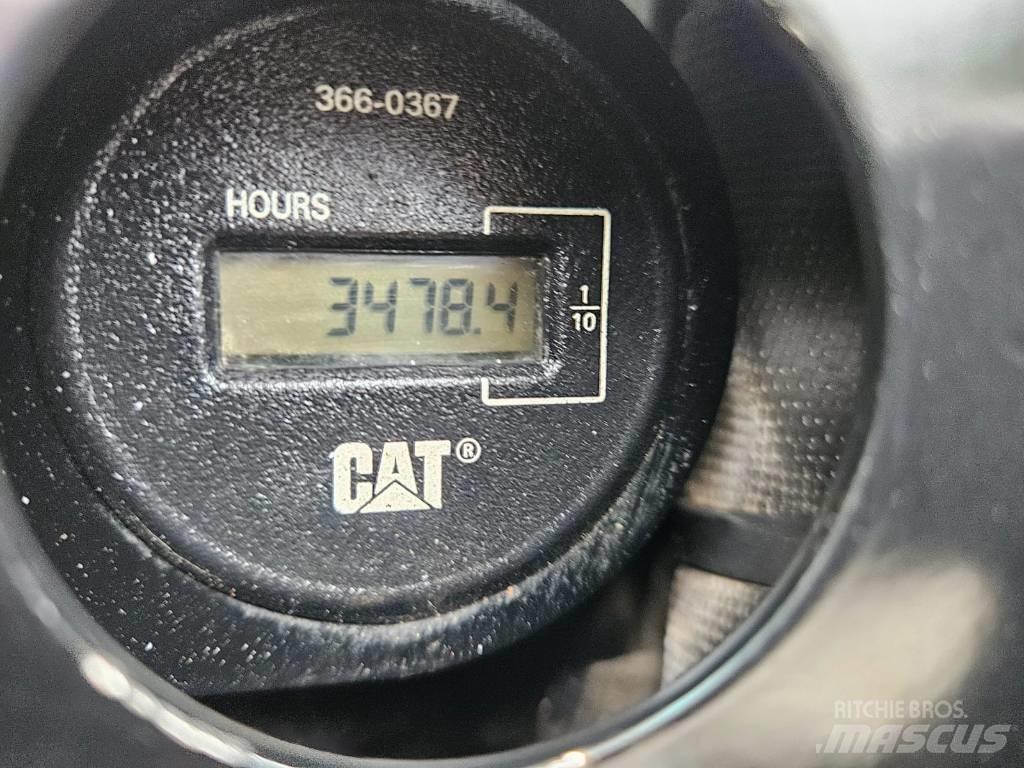 366-0367
HOURS
3478.4
1
10
CAT®
RITCHIE BROS.
MASCUS